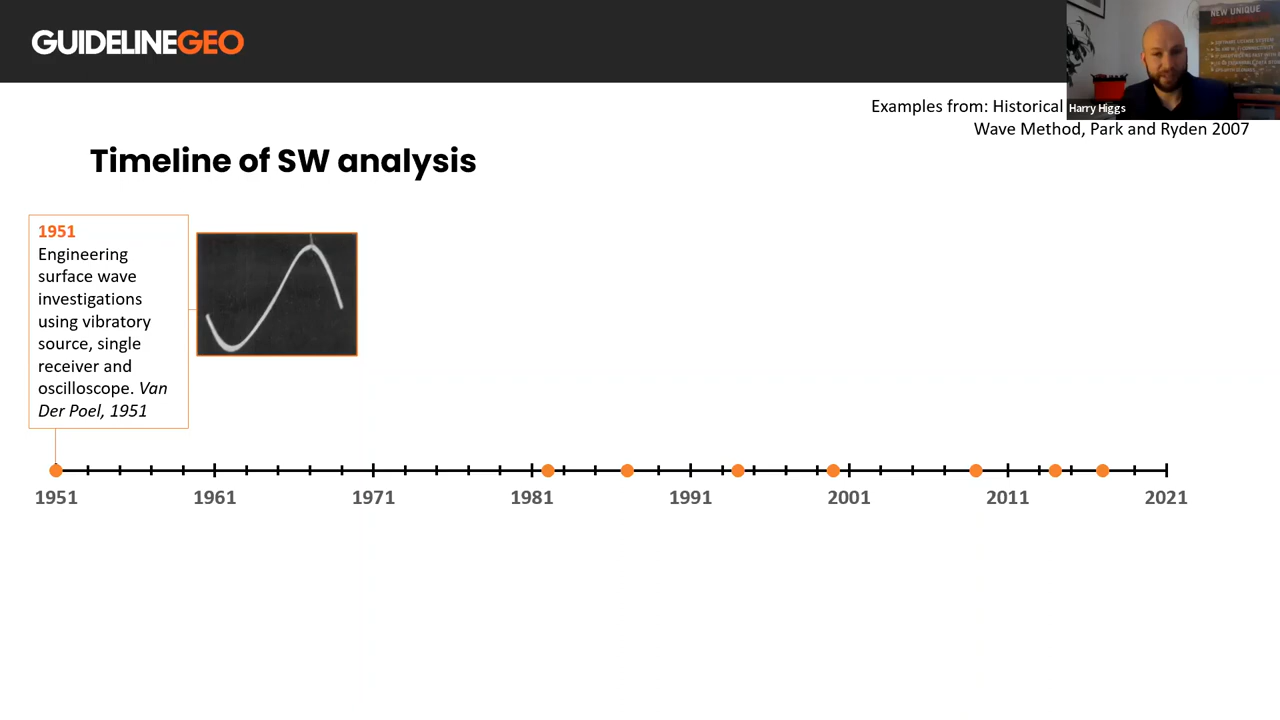 GUIDELINEGEO
NEW UNIQUE
Harry Higgs
Examples from: Historical
Wave Method, Park and Ryden 2007
Timeline of SW analysis
1951
Engineering
surface wave
investigations
using vibratory
source, single
receiver and
oscilloscope. Van
Der Poel, 1951
1951 1961 1971 1981 1991 2001 2011 2021